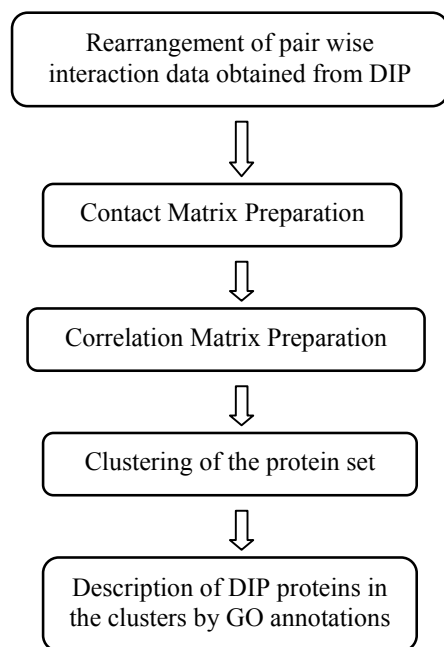 Rearrangement of pair wise
interaction data obtained from DIP
Contact Matrix Preparation
Correlation Matrix Preparation
Clustering of the protein set
Description of DIP proteins in
the clusters by GO annotations